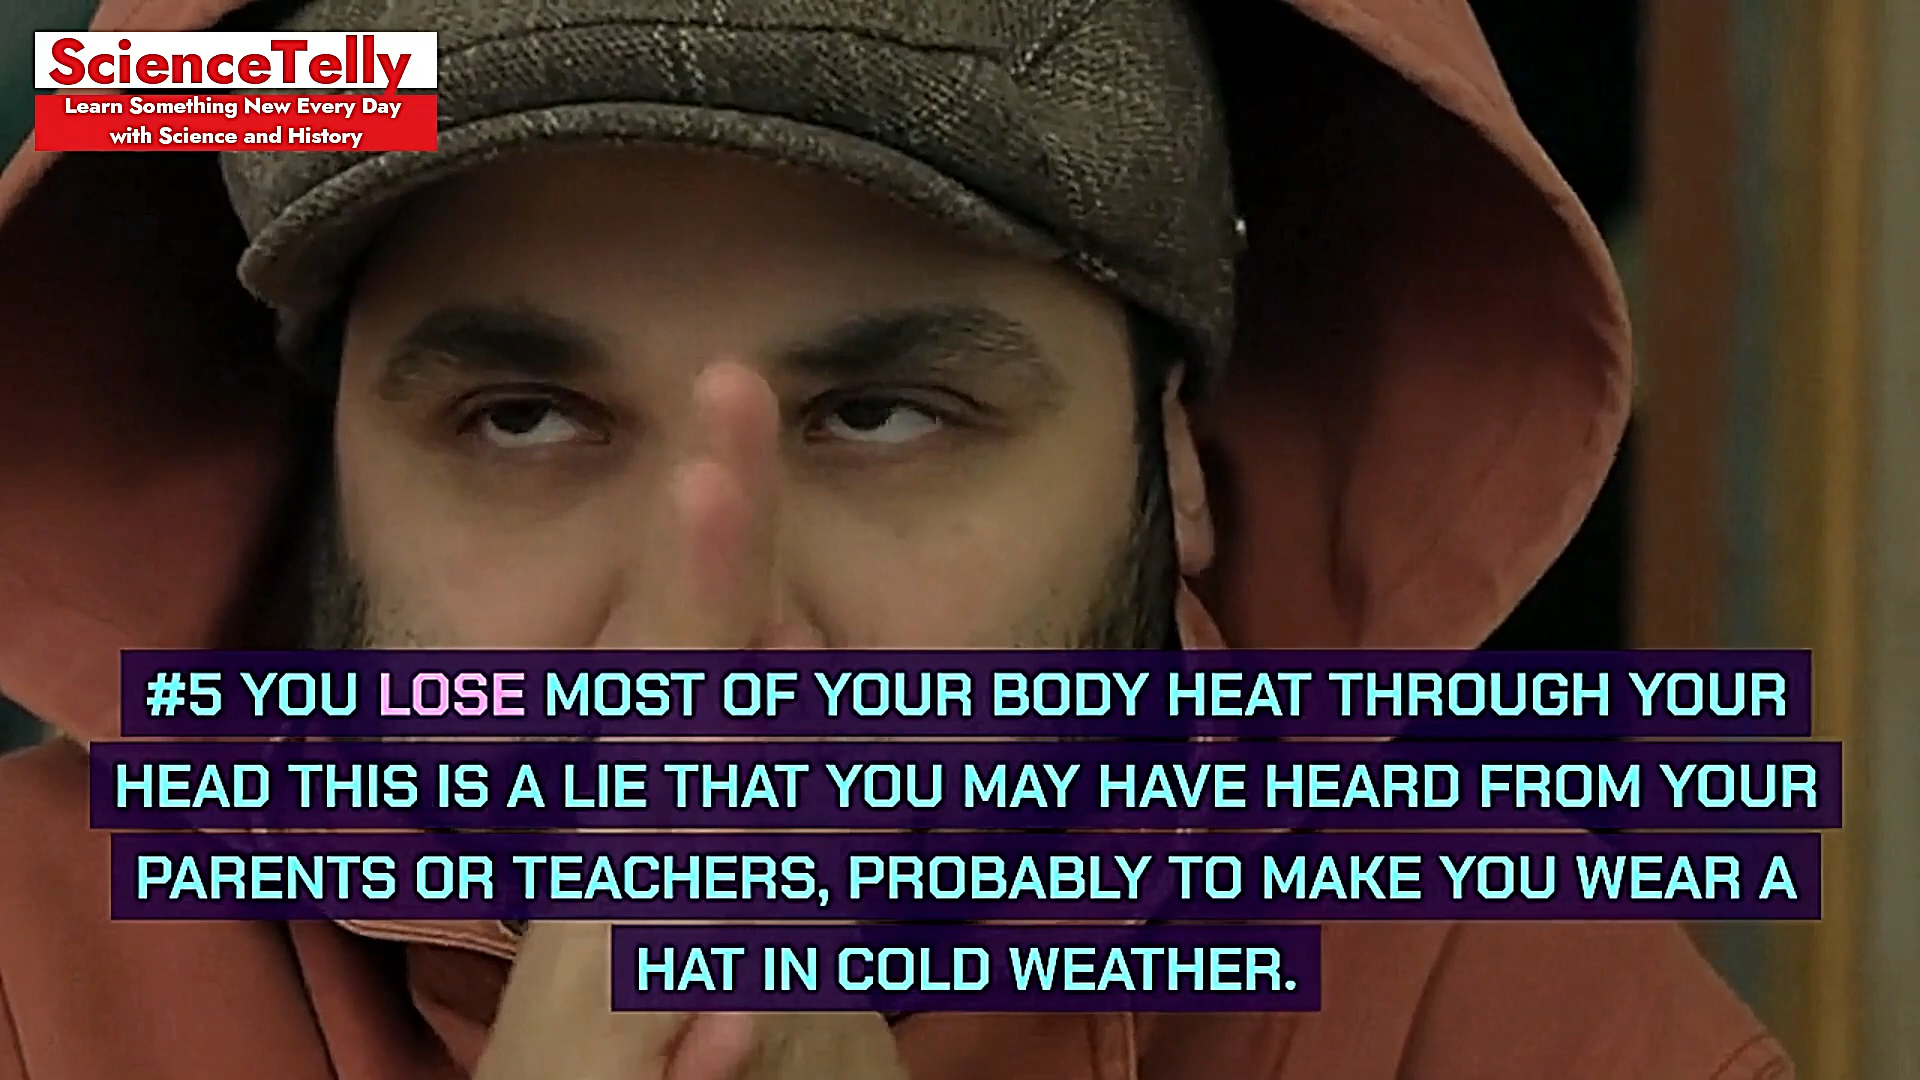 ScienceTelly
Learn Something New Every Day
with Science and History
#5 YOU LOSE MOST OF YOUR BODY HEAT THROUGH YOUR
HEAD THIS IS A LIE THAT YOU MAY HAVE HEARD FROM YOUR
PARENTS OR TEACHERS, PROBABLY TO MAKE YOU WEAR A
HAT IN COLD WEATHER.